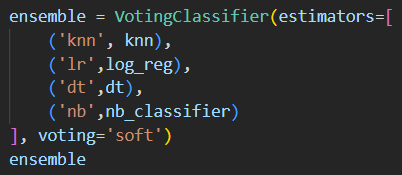 ensemble = VotingClassifier(estimators=[
    ('knn', knn),
    ('lr',log_reg),
    ('dt',dt),
    ('nb',nb_classifier)
], voting='soft')
ensemble